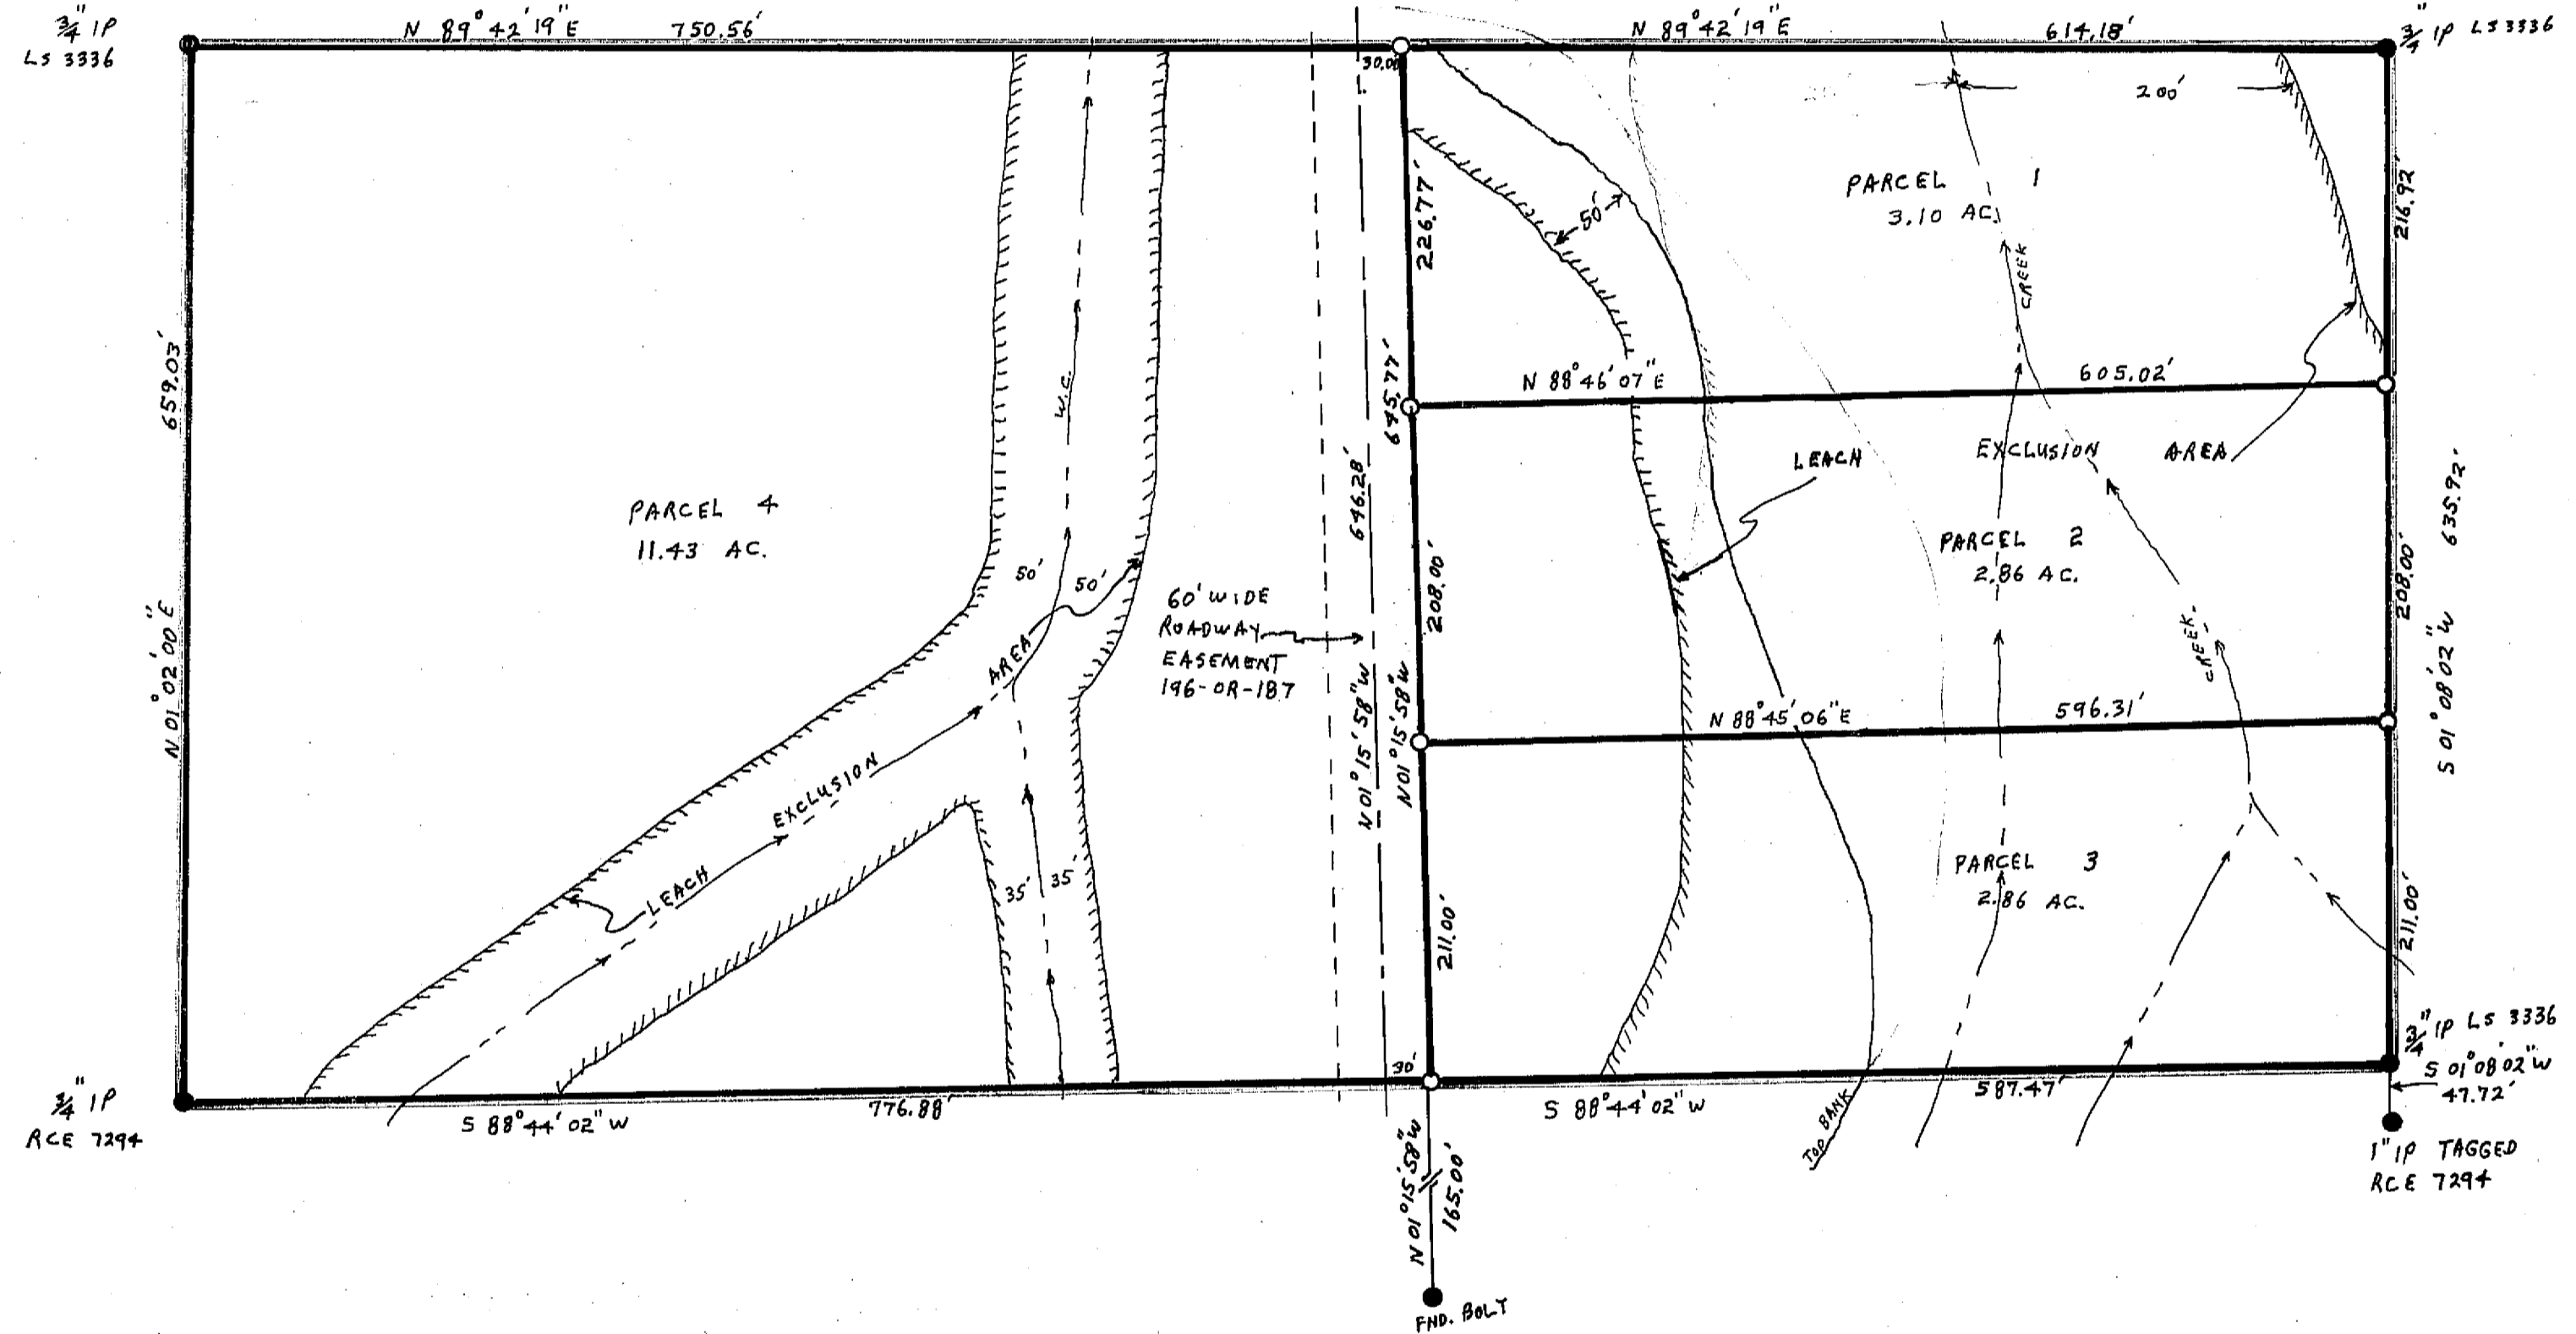 3/4" IP
LS 3336
N 89°42'19"E 750.56'
N 89°42'19"E 614.18'
3/4" IP LS 3336
30.00
200'
PARCEL 1
3.10 AC.
50'
226.77'
216.92'
CREEK
659.03'
N 01°02'00"E
W.C.
645.77'
N 88°46'07"E 605.02'
LEACH EXCLUSION AREA
PARCEL 4
11.43 AC.
646.28'
PARCEL 2
2.86 AC.
208.00'
208.00'
635.92'
S 01°08'02"W
50' 50'
60' WIDE
ROADWAY
EASEMENT
196-OR-187
CREEK
N 01°15'58"W
N 01°15'58"W
N 88°45'06"E 596.31'
LEACH EXCLUSION AREA
35' 35'
PARCEL 3
2.86 AC.
211.00'
211.00'
30'
3/4" IP LS 3336
S 01°08'02"W
47.72'
3/4" IP
RCE 7294
S 88°44'02"W 776.88'
S 88°44'02"W 587.47'
TOP BANK
1" IP TAGGED
RCE 7294
N 01°15'58"W
165.00'
FND. BOLT